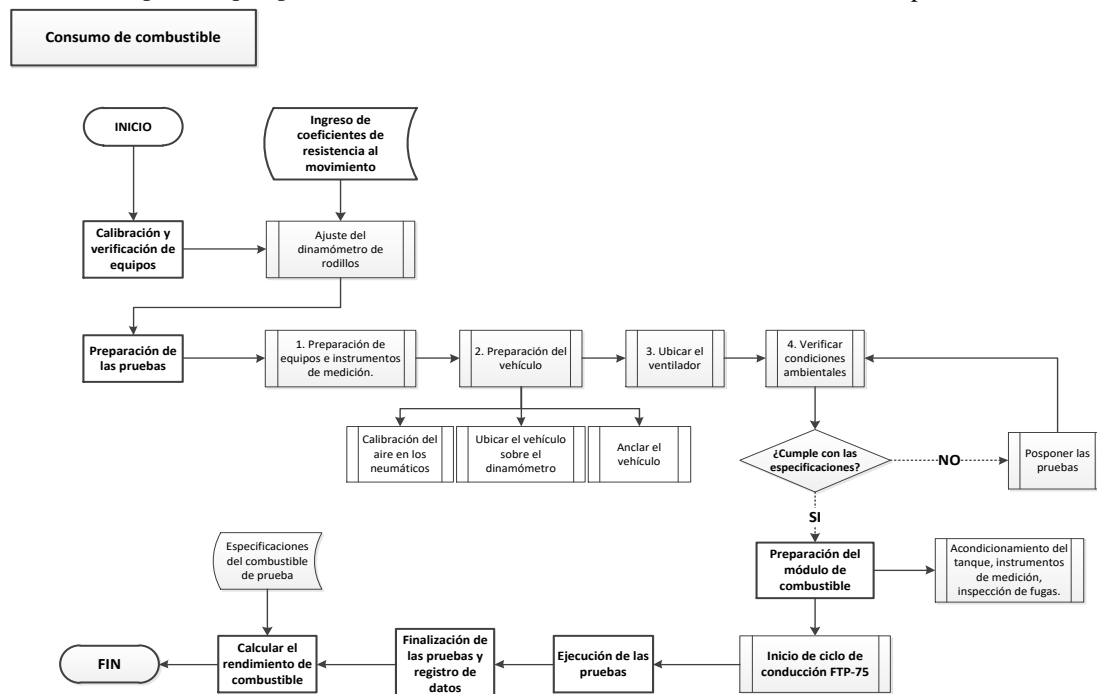 Consumo de combustible
INICIO
Ingreso de
coeficientes de
resistencia al
movimiento
Calibración y
verificación de
equipos
Ajuste del
dinamómetro de
rodillos
Preparación de
las pruebas
1. Preparación de
equipos e instrumentos
de medición.
2. Preparación del
vehículo
3. Ubicar el
ventilador
4. Verificar
condiciones
ambientales
Calibración del
aire en los
neumáticos
Ubicar el vehículo
sobre el
dinamómetro
Anclar el
vehículo
¿Cumple con las
especificaciones?
NO
Posponer las
pruebas
SI
Preparación del
módulo de
combustible
Acondicionamiento del
tanque, instrumentos
de medición,
inspección de fugas.
Especificaciones
del combustible
de prueba
Inicio de ciclo de
conducción FTP-75
Ejecución de las
pruebas
Finalización de
las pruebas y
registro de
datos
Calcular el
rendimiento de
combustible
FIN